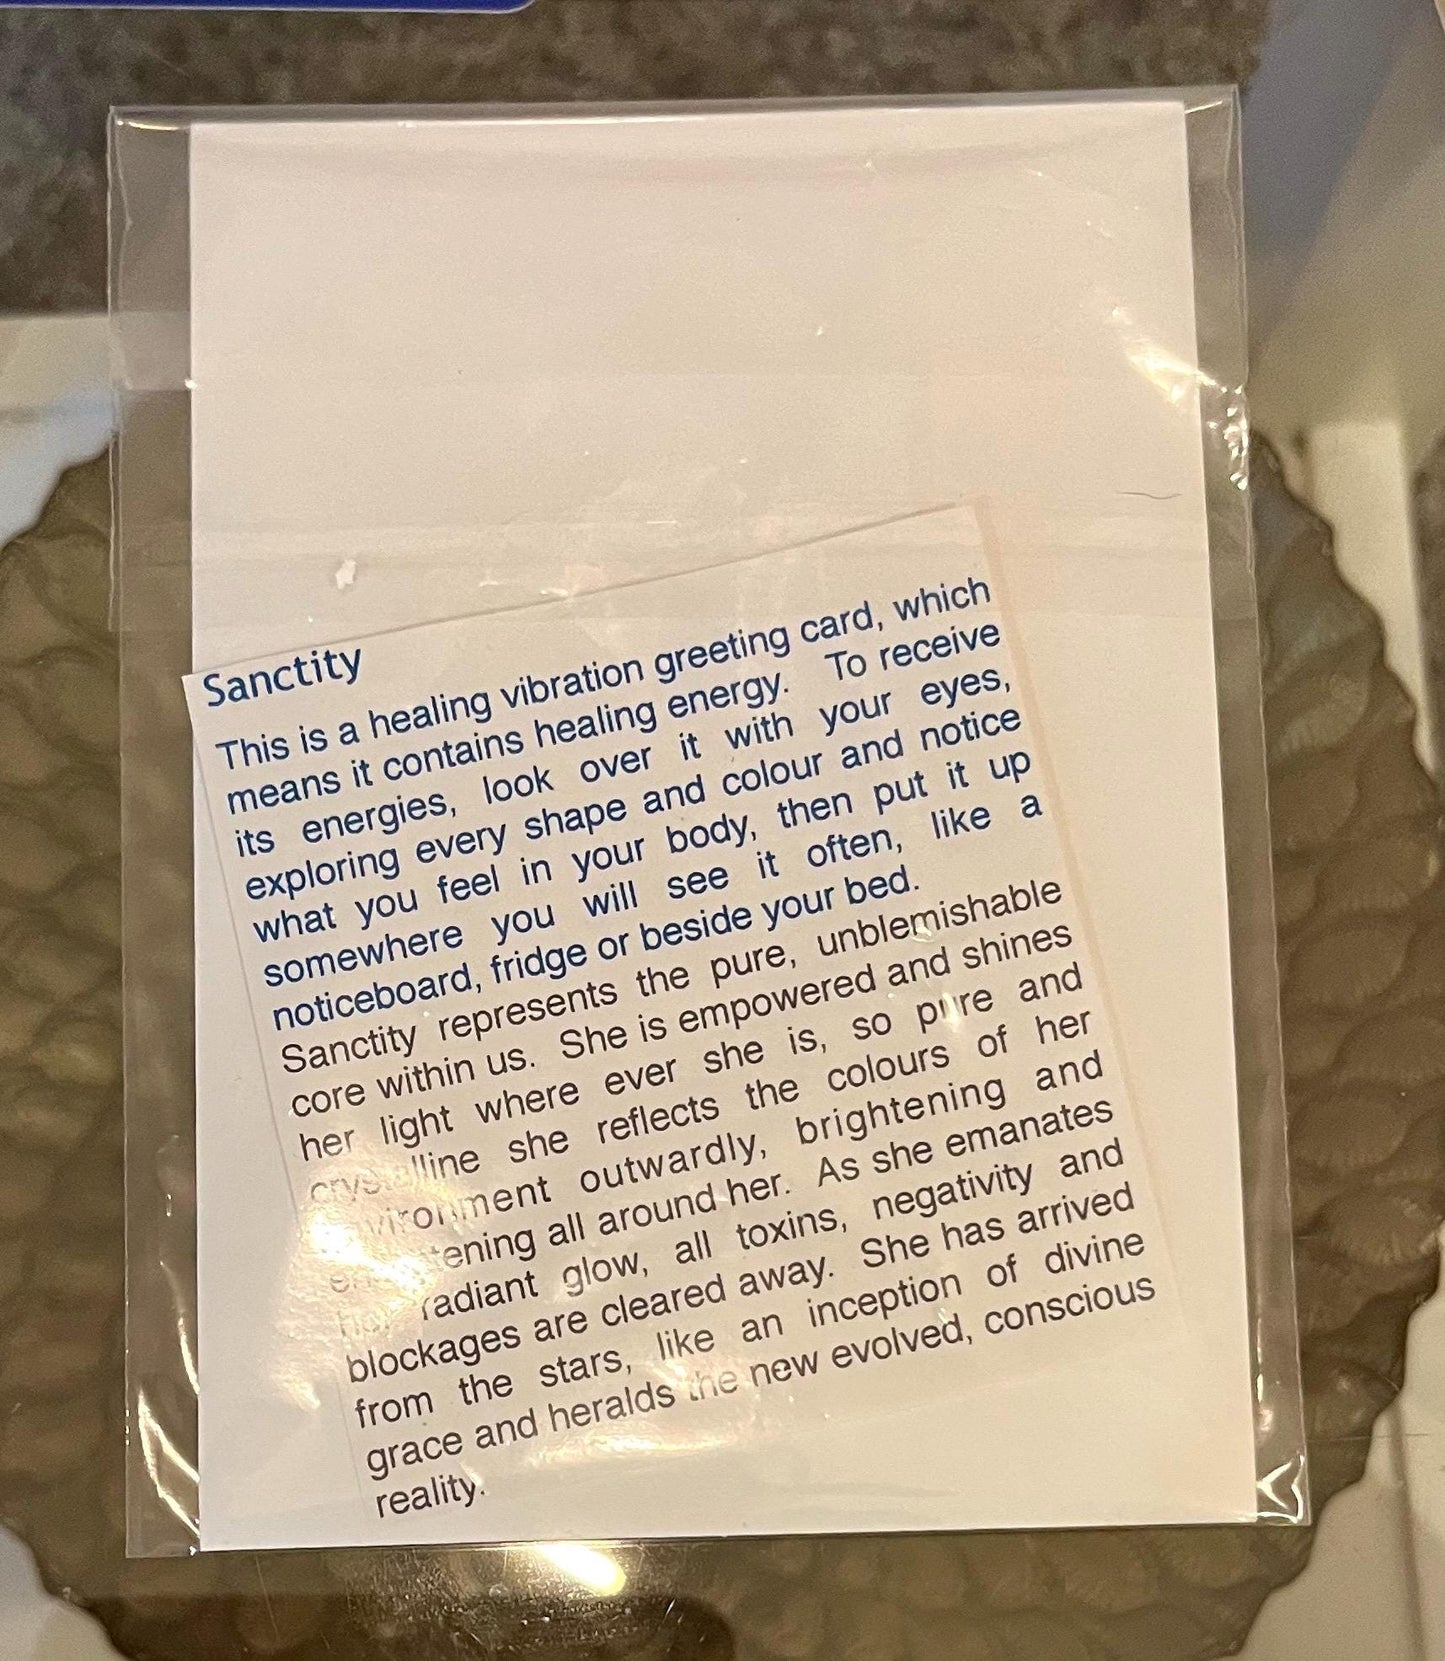 Sanctity
This is a healing vibration greeting card, which
means it contains healing energy. To receive
its energies, look over it with your eyes,
exploring every shape and colour and notice
what you feel in your body, then put it up
somewhere you will see it often, like a
noticeboard, fridge or beside your bed.
Sanctity represents the pure, unblemishable
core within us. She is empowered and shines
her light where ever she is, so pure and
crystalline she reflects the colours of her
environment outwardly, brightening and
enlightening all around her. As she emanates
her radiant glow, all toxins, negativity and
blockages are cleared away. She has arrived
from the stars, like an inception of divine
grace and heralds the new evolved, conscious
reality.